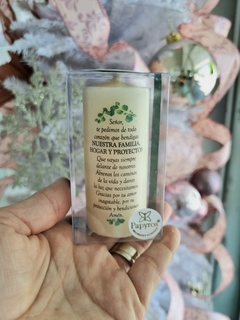 Señor,
te pedimos de todo
corazón que bendigas
NUESTRA FAMILIA,
HOGAR Y PROYECTOS
Que vayas siempre
delante de nosotros.
Abrenos los caminos
de la vida y danos
la luz que necesitamos
Gracias por tu amor
inagotable, por tu
protección y bendiciones
Amén.
Papyros